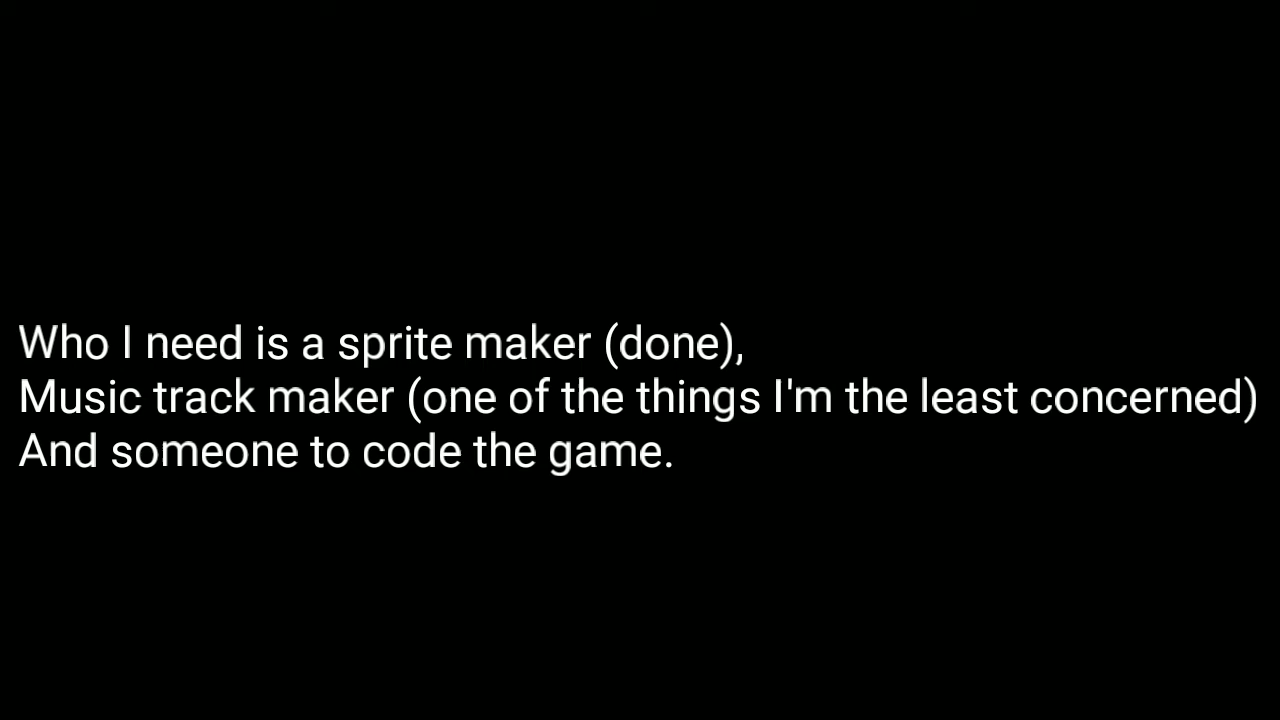 Who I need is a sprite maker (done),
Music track maker (one of the things I'm the least concerned)
And someone to code the game.